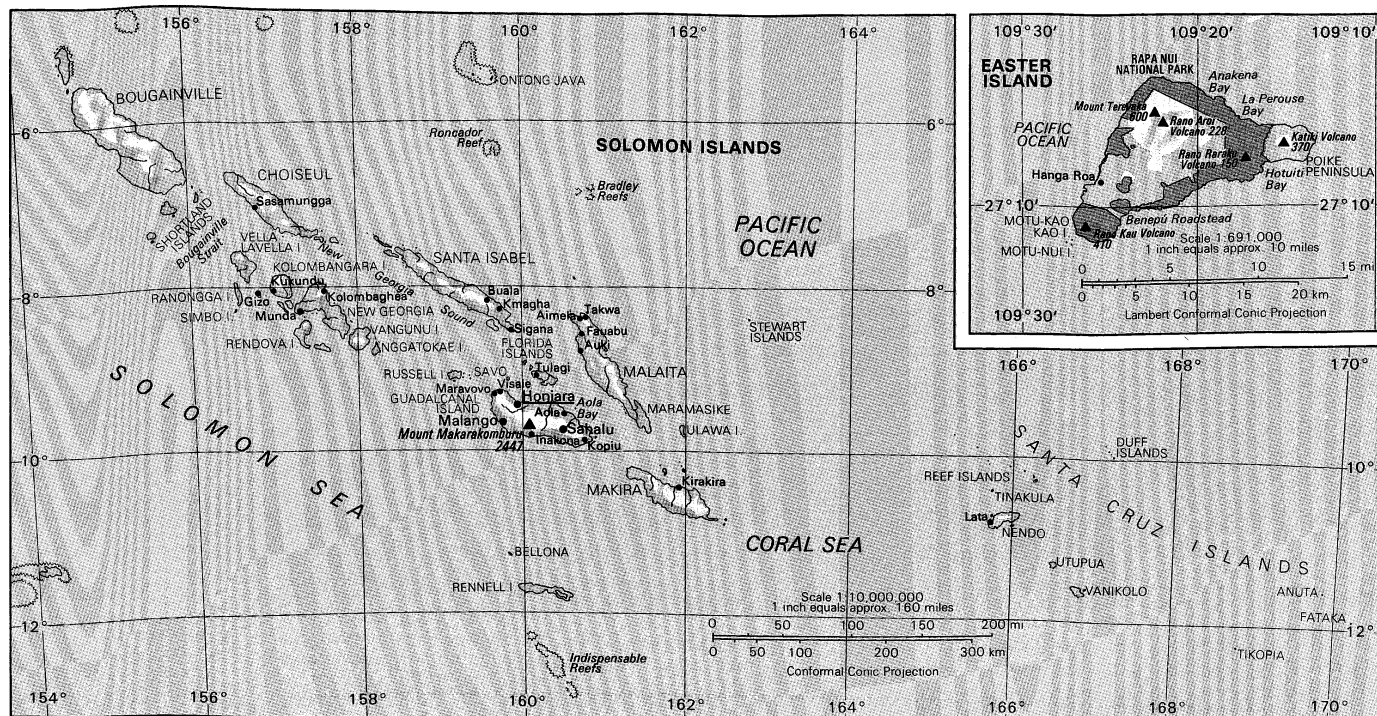 156°
158°
160°
162°
164°
ONTONG JAVA
BOUGAINVILLE
6°
6°
Roncador
Reef
SOLOMON ISLANDS
CHOISEUL
Sasamungga
Bradley
Reefs
SHORTLAND
ISLANDS
Bougainville
Strait
PACIFIC
OCEAN
VELLA
LAVELLA I.
New
Georgia
Sound
SANTA ISABEL
KOLOMBANGARA I.
Kukundu
Buala
RANONGGA I.
Gizo
Kolombaghea
Kmagha
8°
8°
SIMBO I.
Munda
NEW GEORGIA
Aimela
Takwa
VANGUNU I.
Sigana
Fauabu
STEWART
ISLANDS
RENDOVA I.
NGGATOKAE I.
FLORIDA
ISLANDS
Auki
RUSSELL I.
SAVO
Tulagi
MALAITA
Maravovo
Visale
GUADALCANAL
ISLAND
Honiara
Aola
Aola
Bay
MARAMASIKE
Malango
Sahalu
ULAWA I.
Mount Makarakomburu
2447
Inakona
Kopiu
SOLOMON SEA
10°
10°
MAKIRA
Kirakira
CORAL SEA
BELLONA
RENNELL I.
Indispensable
Reefs
12°
12°
166°
168°
170°
SANTA CRUZ ISLANDS
DUFF
ISLANDS
REEF ISLANDS
TINAKULA
Lata
NENDO
UTUPUA
VANIKOLO
ANUTA
FATAKA
TIKOPIA
Scale 1:10,000,000
1 inch equals approx. 160 miles
0 50 100 150 200 mi
0 50 100 200 300 km
Conformal Conic Projection
154°
156°
158°
160°
162°
164°
166°
168°
170°
109°30'
109°20'
109°10'
EASTER
ISLAND
RAPA NUI
NATIONAL PARK
Anakena
Bay
La Perouse
Bay
Mount Terevaka
600
Rano Aroi
Volcano 228
PACIFIC
OCEAN
Katiki Volcano
370
Rano Raraku
Volcano 150
POIKE
PENINSULA
Hanga Roa
Hotuiti
Bay
27°10'
27°10'
MOTU-KAO
KAO I.
Benepú Roadstead
Rano Kau Volcano
410
MOTU-NUI I.
Scale 1:691,000
1 inch equals approx. 10 miles
0 5 10 15 mi
0 5 10 15 20 km
109°30'
109°20'
Lambert Conformal Conic Projection